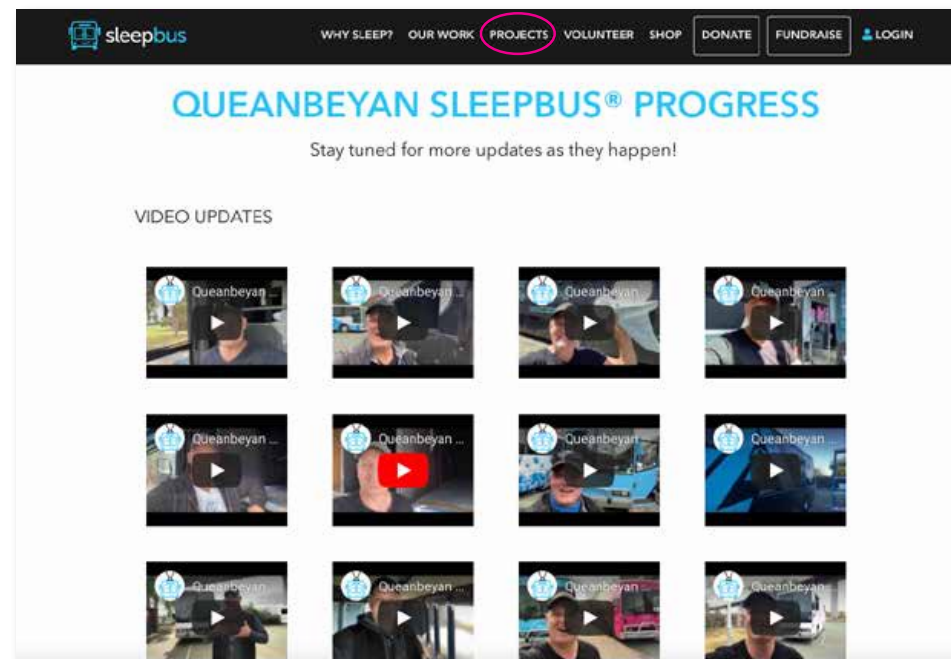 sleepbus WHY SLEEP? OUR WORK PROJECTS VOLUNTEER SHOP DONATE FUNDRAISE LOGIN
QUEANBEYAN SLEEPBUS® PROGRESS
Stay tuned for more updates as they happen!
VIDEO UPDATES
Queanbeyan ... Queanbeyan ... Queanbeyan ... Queanbeyan ...
Queanbeyan ... Queanbeyan ... Queanbeyan ... Queanbeyan ...
Queanbeyan ... Queanbeyan ... Queanbeyan ... Queanbeyan ...